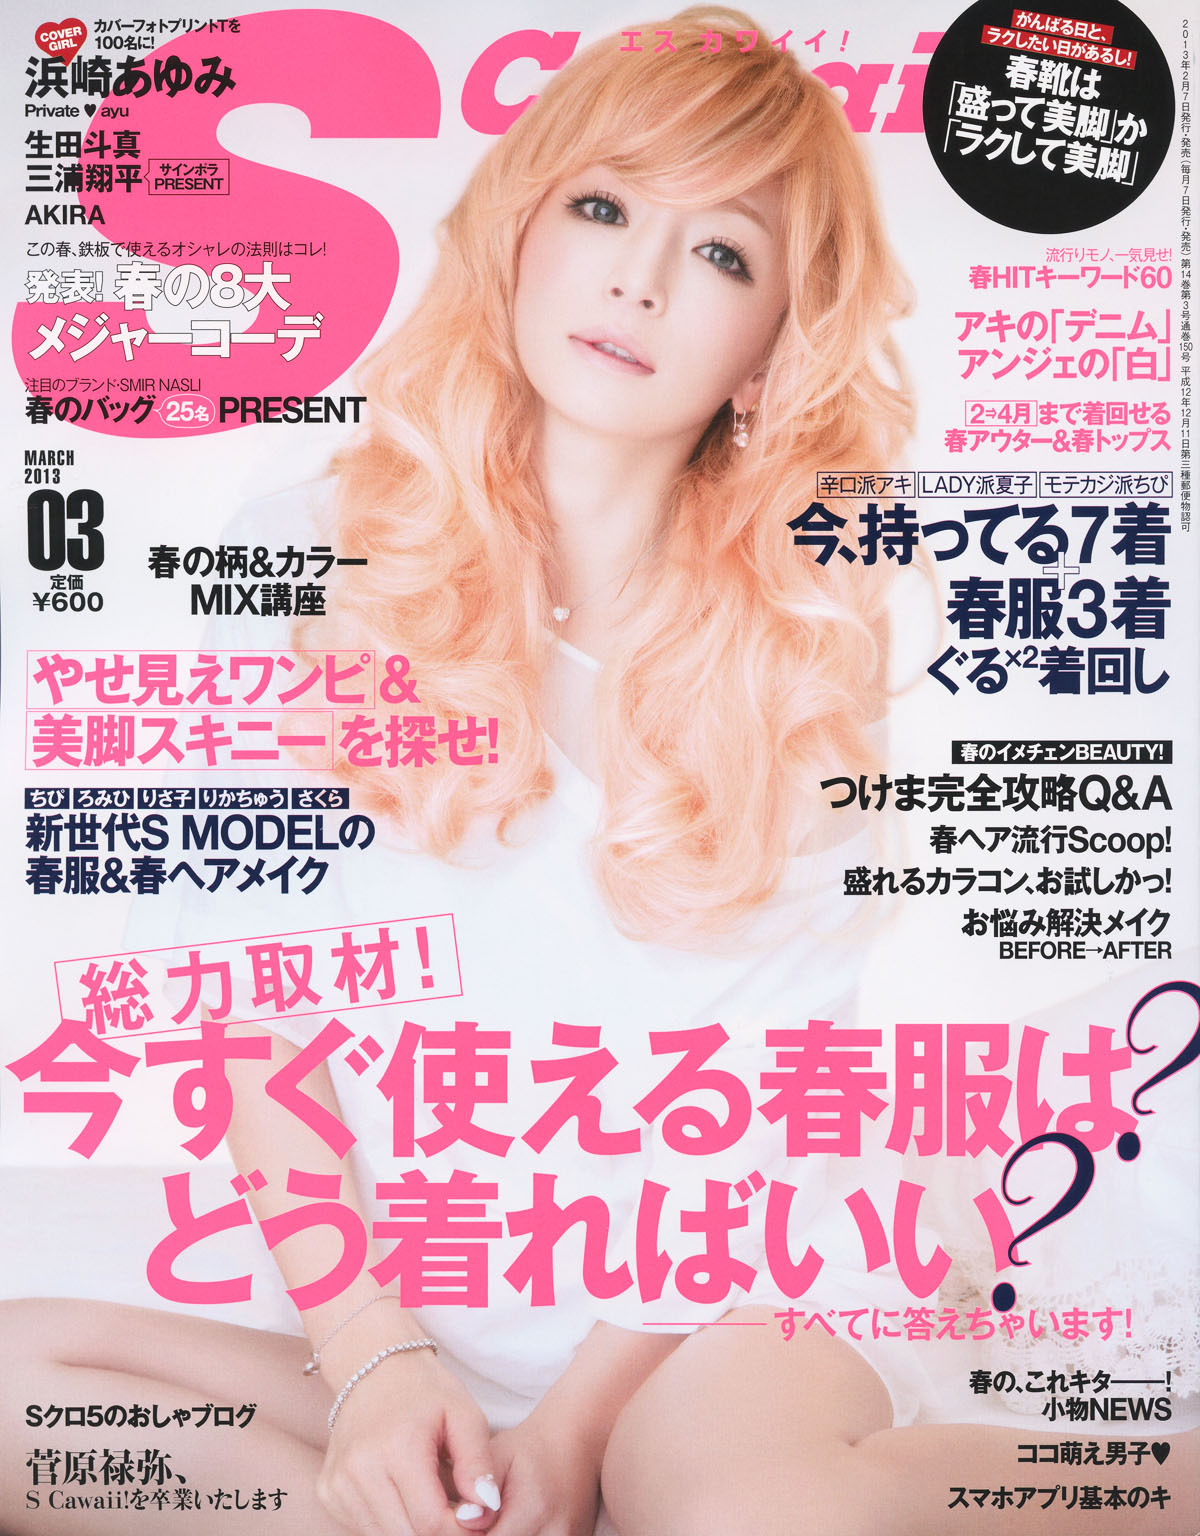 S Cawaii
エス カワイイ!
COVER
GIRL
カバーフォトプリントTを
100名に!
浜崎あゆみ
Private ♥ ayu
生田斗真
三浦翔平
サインポラ
PRESENT
AKIRA
この春、鉄板で使えるオシャレの法則はコレ!
発表! 春の8大
メジャーコーデ
注目のブランド・SMIR NASLI
春のバッグ 25名 PRESENT
MARCH
2013
03
定価
¥600
春の柄&カラー
MIX講座
やせ見えワンピ&
美脚スキニーを探せ!
ちぴ ろみひ りさ子 りかちゅう さくら
新世代S MODELの
春服&春ヘアメイク
がんばる日と、
ラクしたい日があるし!
春靴は
「盛って美脚」か
「ラクして美脚」
2013年2月7日発行・発売(毎月7日発行・発売) 第14巻第3号通巻150号 平成12年12月11日第三種郵便物認可
流行りモノ、一気見せ!
春HITキーワード60
アキの「デニム」
アンジェの「白」
2⇒4月まで着回せる
春アウター&春トップス
辛口派アキ LADY派夏子 モテカジ派ちぴ
今、持ってる7着
+
春服3着
ぐる×2着回し
春のイメチェンBEAUTY!
つけま完全攻略Q&A
春ヘア流行Scoop!
盛れるカラコン、お試しかっ!
お悩み解決メイク
BEFORE→AFTER
総力取材!
今すぐ使える春服は?
どう着ればいい?
すべてに答えちゃいます!
Sクロ5のおしゃブログ
菅原禄弥、
S Cawaii!を卒業いたします
春の、これキター——!
小物NEWS
ココ萌え男子♥
スマホアプリ基本のキ